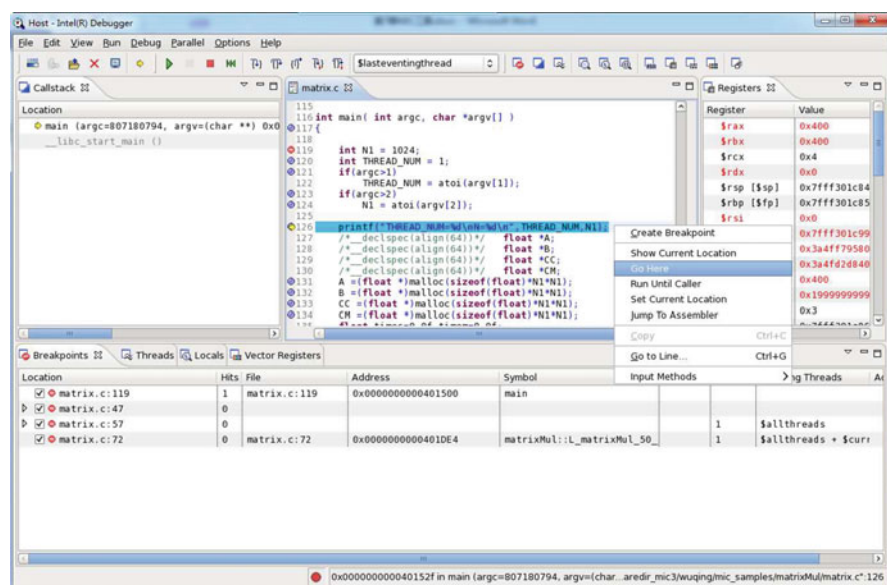 Host - Intel(R) Debugger
File Edit View Run Debug Parallel Options Help
$lasteventingthread
Callstack
Location
main (argc=807180794, argv=(char **) 0x0
__libc_start_main ()
matrix.c
115
116 int main( int argc, char *argv[] )
117 {
118
119 int N1 = 1024;
120 int THREAD_NUM = 1;
121 if(argc>1)
122 THREAD_NUM = atoi(argv[1]);
123 if(argc>2)
124 N1 = atoi(argv[2]);
125
126 printf("THREAD_NUM=%d\nN=%d\n",THREAD_NUM,N1);
127 /*__declspec(align(64))*/ float *A;
128 /*__declspec(align(64))*/ float *B;
129 /*__declspec(align(64))*/ float *CC;
130 /*__declspec(align(64))*/ float *CM;
131 A =(float *)malloc(sizeof(float)*N1*N1);
132 B =(float *)malloc(sizeof(float)*N1*N1);
133 CC =(float *)malloc(sizeof(float)*N1*N1);
134 CM =(float *)malloc(sizeof(float)*N1*N1);
Create Breakpoint
Show Current Location
Go Here
Run Until Caller
Set Current Location
Jump To Assembler
Copy Ctrl+C
Go to Line... Ctrl+G
Input Methods
Registers
Register Value
$rax 0x400
$rbx 0x400
$rcx 0x4
$rdx 0x0
$rsp [$sp] 0x7fff301c84
$rbp [$fp] 0x7fff301c85
$rsi 0x0
0x7fff301c99
0x3a4ff79580
0x3a4fd2d840
0x400
0x1999999999
0x3
Breakpoints Threads Locals Vector Registers
Location Hits File Address Symbol ng Threads
matrix.c:119 1 matrix.c:119 0x0000000000401500 main
matrix.c:47 0
matrix.c:57 0 1 $allthreads
matrix.c:72 0 matrix.c:72 0x0000000000401DE4 matrixMul::L_matrixMul_50_ 1 $allthreads + $curr
0x000000000040152f in main (argc=807180794, argv=(char...aredir_mic3/wuqing/mic_samples/matrixMul/matrix.c":126